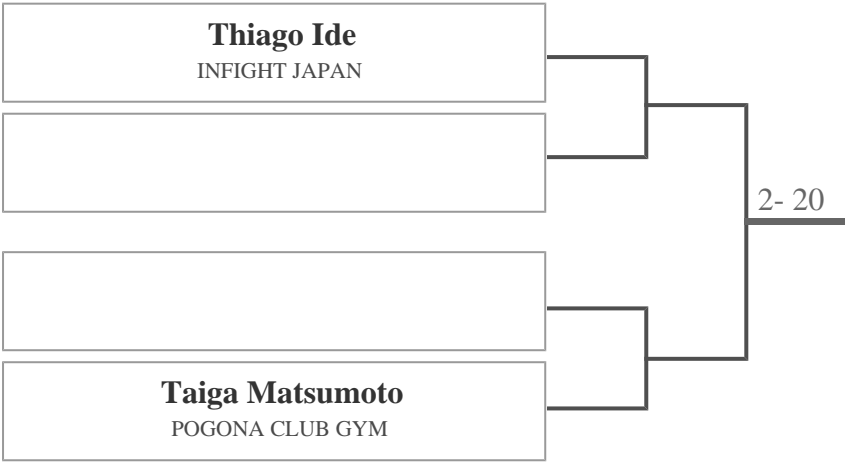 Thiago Ide
INFIGHT JAPAN
2- 20
Taiga Matsumoto
POGONA CLUB GYM